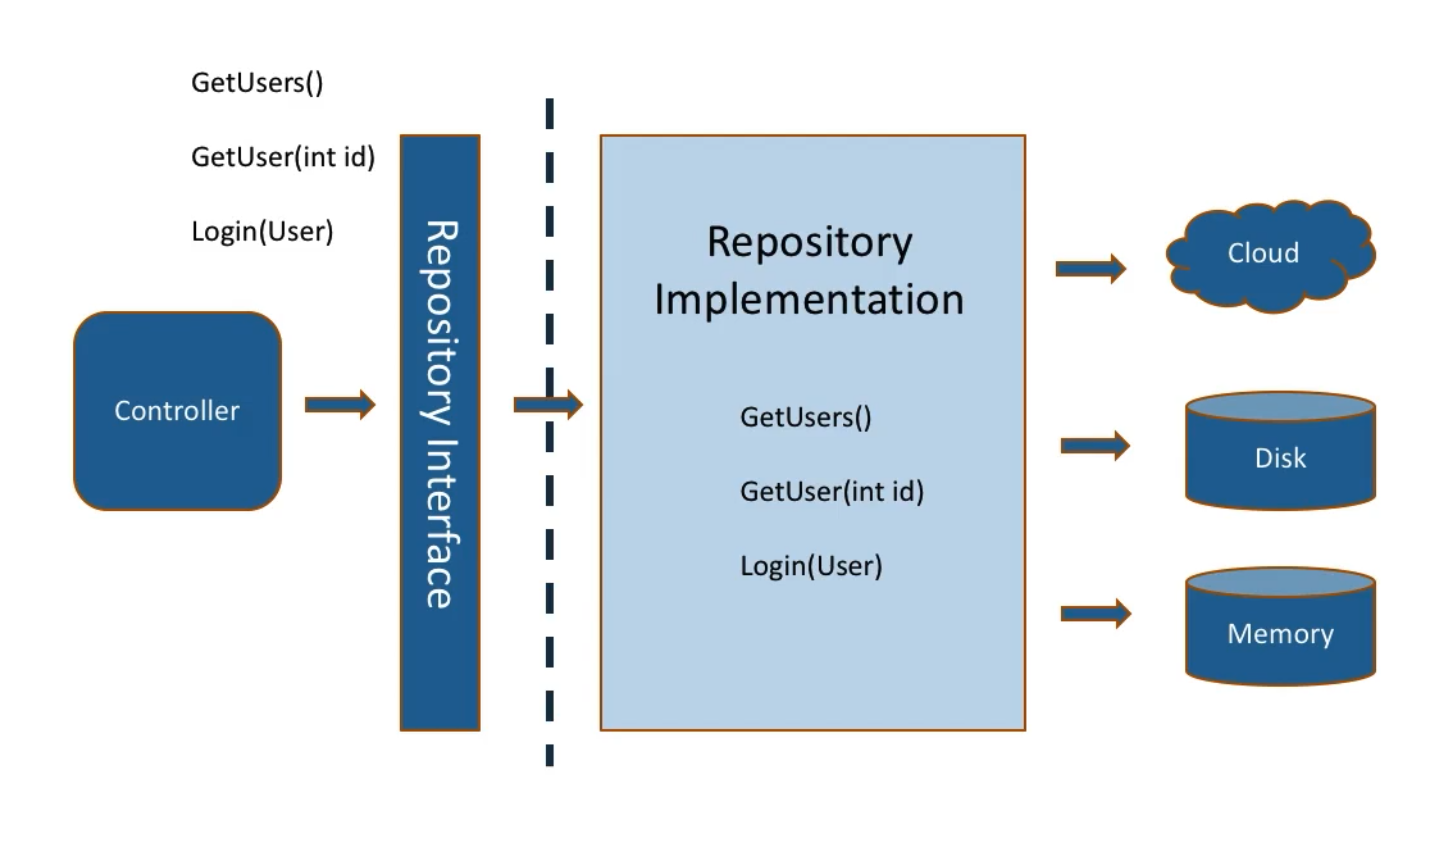 GetUsers()
GetUser(int id)
Login(User)
Controller
Repository Interface
Repository
Implementation
GetUsers()
GetUser(int id)
Login(User)
Cloud
Disk
Memory